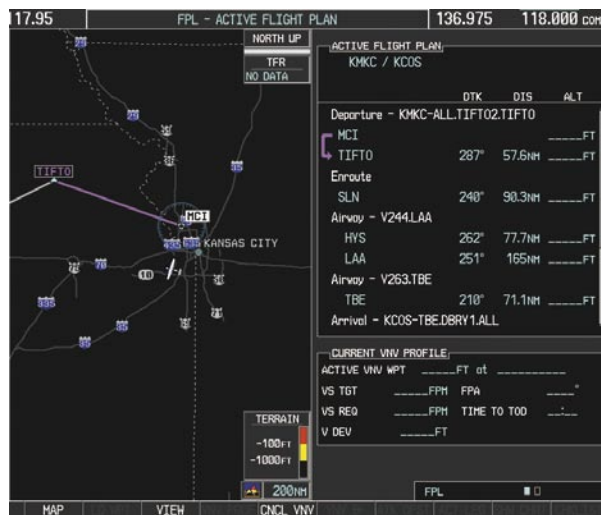 117.95 FPL - ACTIVE FLIGHT PLAN 136.975 118.000 COM
NORTH UP
TFR
NO DATA
TIFTO
MCI
KANSAS CITY
TERRAIN
-100FT
-1000FT
200NM
ACTIVE FLIGHT PLAN
KMKC / KCOS
DTK DIS ALT
Departure - KMKC-ALL.TIFTO2.TIFTO
MCI _____FT
TIFTO 287° 57.6NM _____FT
Enroute
SLN 240° 90.3NM _____FT
Airway - V244.LAA
HYS 262° 77.7NM _____FT
LAA 251° 165NM _____FT
Airway - V263.TBE
TBE 210° 71.1NM _____FT
Arrival - KCOS-TBE.DBRY1.ALL
CURRENT VNV PROFILE
ACTIVE VNV WPT _____FT at __________
VS TGT _____FPM FPA ____°
VS REQ _____FPM TIME TO TOD __:__
V DEV _____FT
FPL
MAP VIEW CNCL VNV